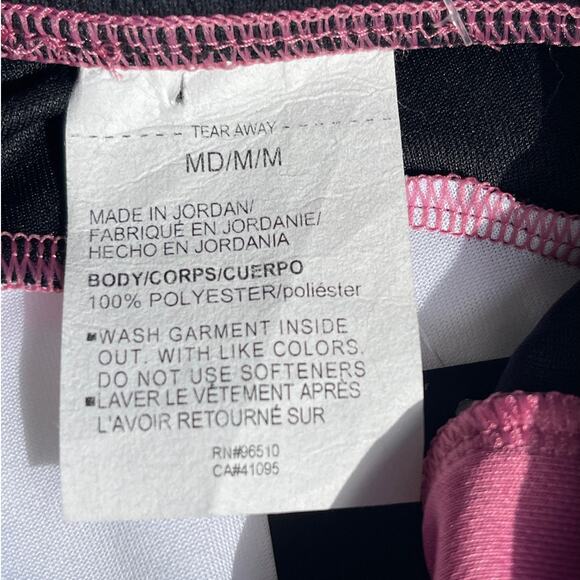 TEAR AWAY
MD/M/M
MADE IN JORDAN/
FABRIQUÉ EN JORDANIE/
HECHO EN JORDANIA
BODY/CORPS/CUERPO
100% POLYESTER/poliéster
▪WASH GARMENT INSIDE
OUT. WITH LIKE COLORS.
DO NOT USE SOFTENERS
▪LAVER LE VÊTEMENT APRÈS
L'AVOIR RETOURNÉ SUR
RN#96510
CA#41095